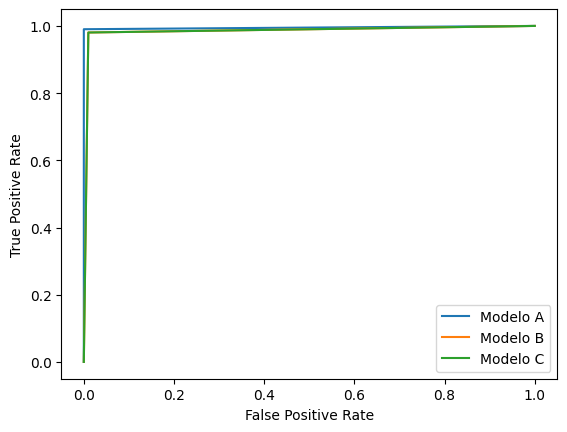 1.0
0.8
0.6
0.4
0.2
0.0
True Positive Rate
Modelo A
Modelo B
Modelo C
0.0 0.2 0.4 0.6 0.8 1.0
False Positive Rate